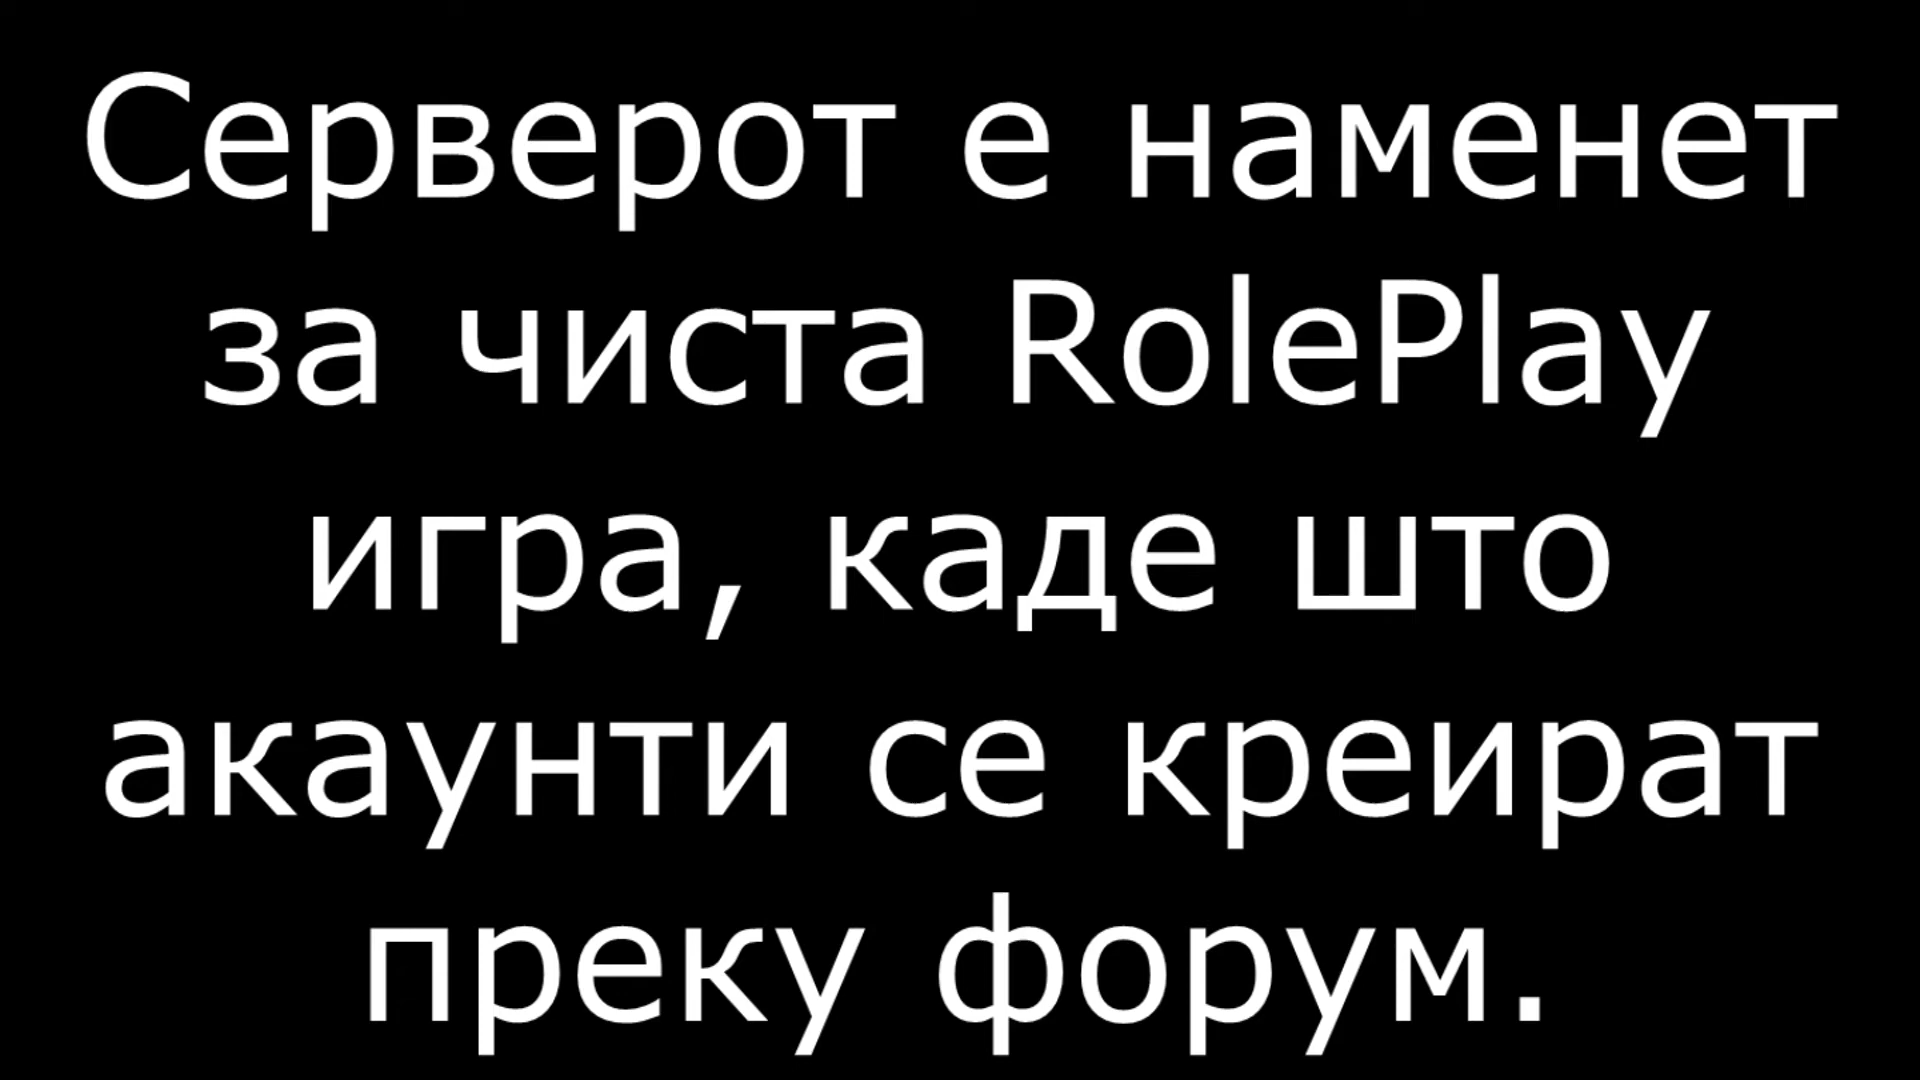 Серверот е наменет
за чиста RolePlay
игра, каде што
акаунти се креират
преку форум.